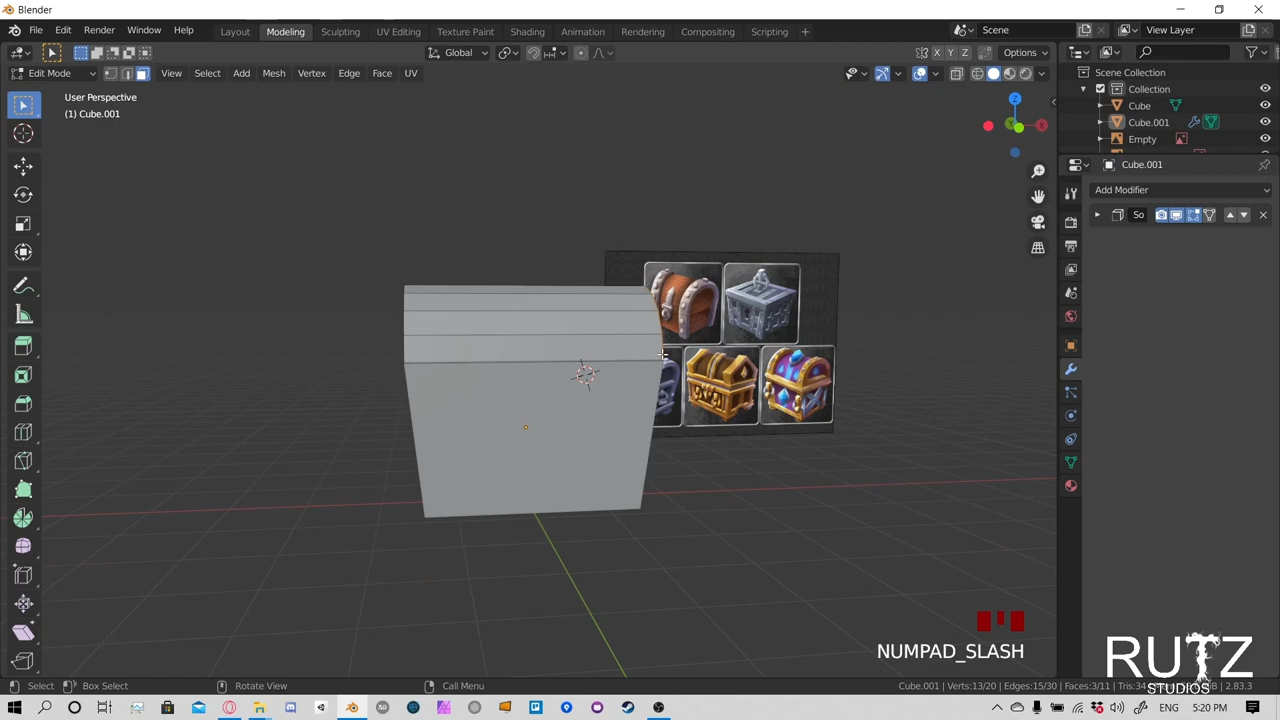 Blender
File Edit Render Window Help
Layout Modeling Sculpting UV Editing Texture Paint Shading Animation Rendering Compositing Scripting +
Scene
View Layer
Global
X Y Z
Options
Edit Mode
View Select Add Mesh Vertex Edge Face UV
User Perspective
(1) Cube.001
Z
X
Scene Collection
Collection
Cube
Cube.001
Empty
Cube.001
Add Modifier
So
NUMPAD_SLASH
RUTZ
STUDIOS
Select
Box Select
Rotate View
Call Menu
Cube.001 | Verts:13/20 | Edges:15/30 | Faces:3/11 | Tris:34
2.83.3
ENG
5:20 PM